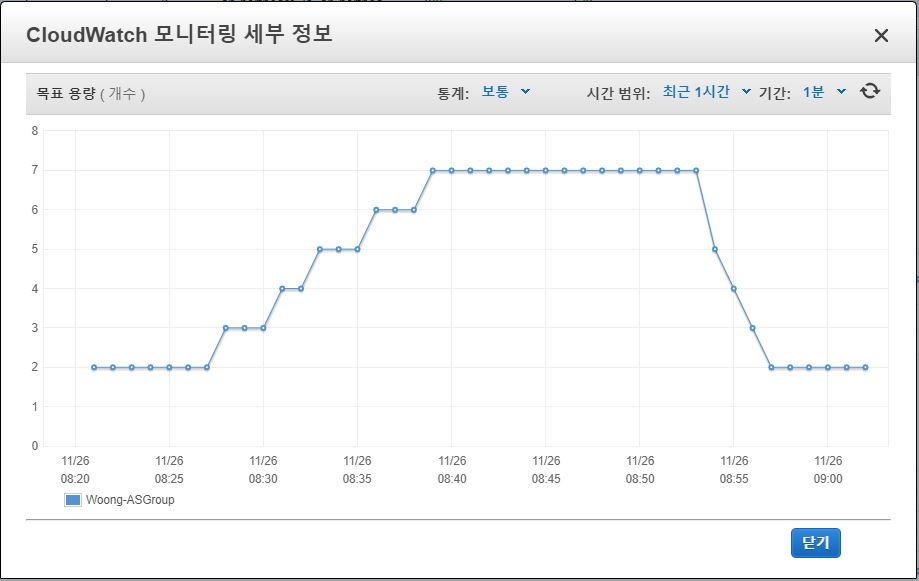 CloudWatch 모니터링 세부 정보
목표 용량 ( 개수 ) 통계: 보통 시간 범위: 최근 1시간 기간: 1분
8
7
6
5
4
3
2
1
0
11/26 11/26 11/26 11/26 11/26 11/26 11/26 11/26 11/26
08:20 08:25 08:30 08:35 08:40 08:45 08:50 08:55 09:00
Woong-ASGroup
닫기